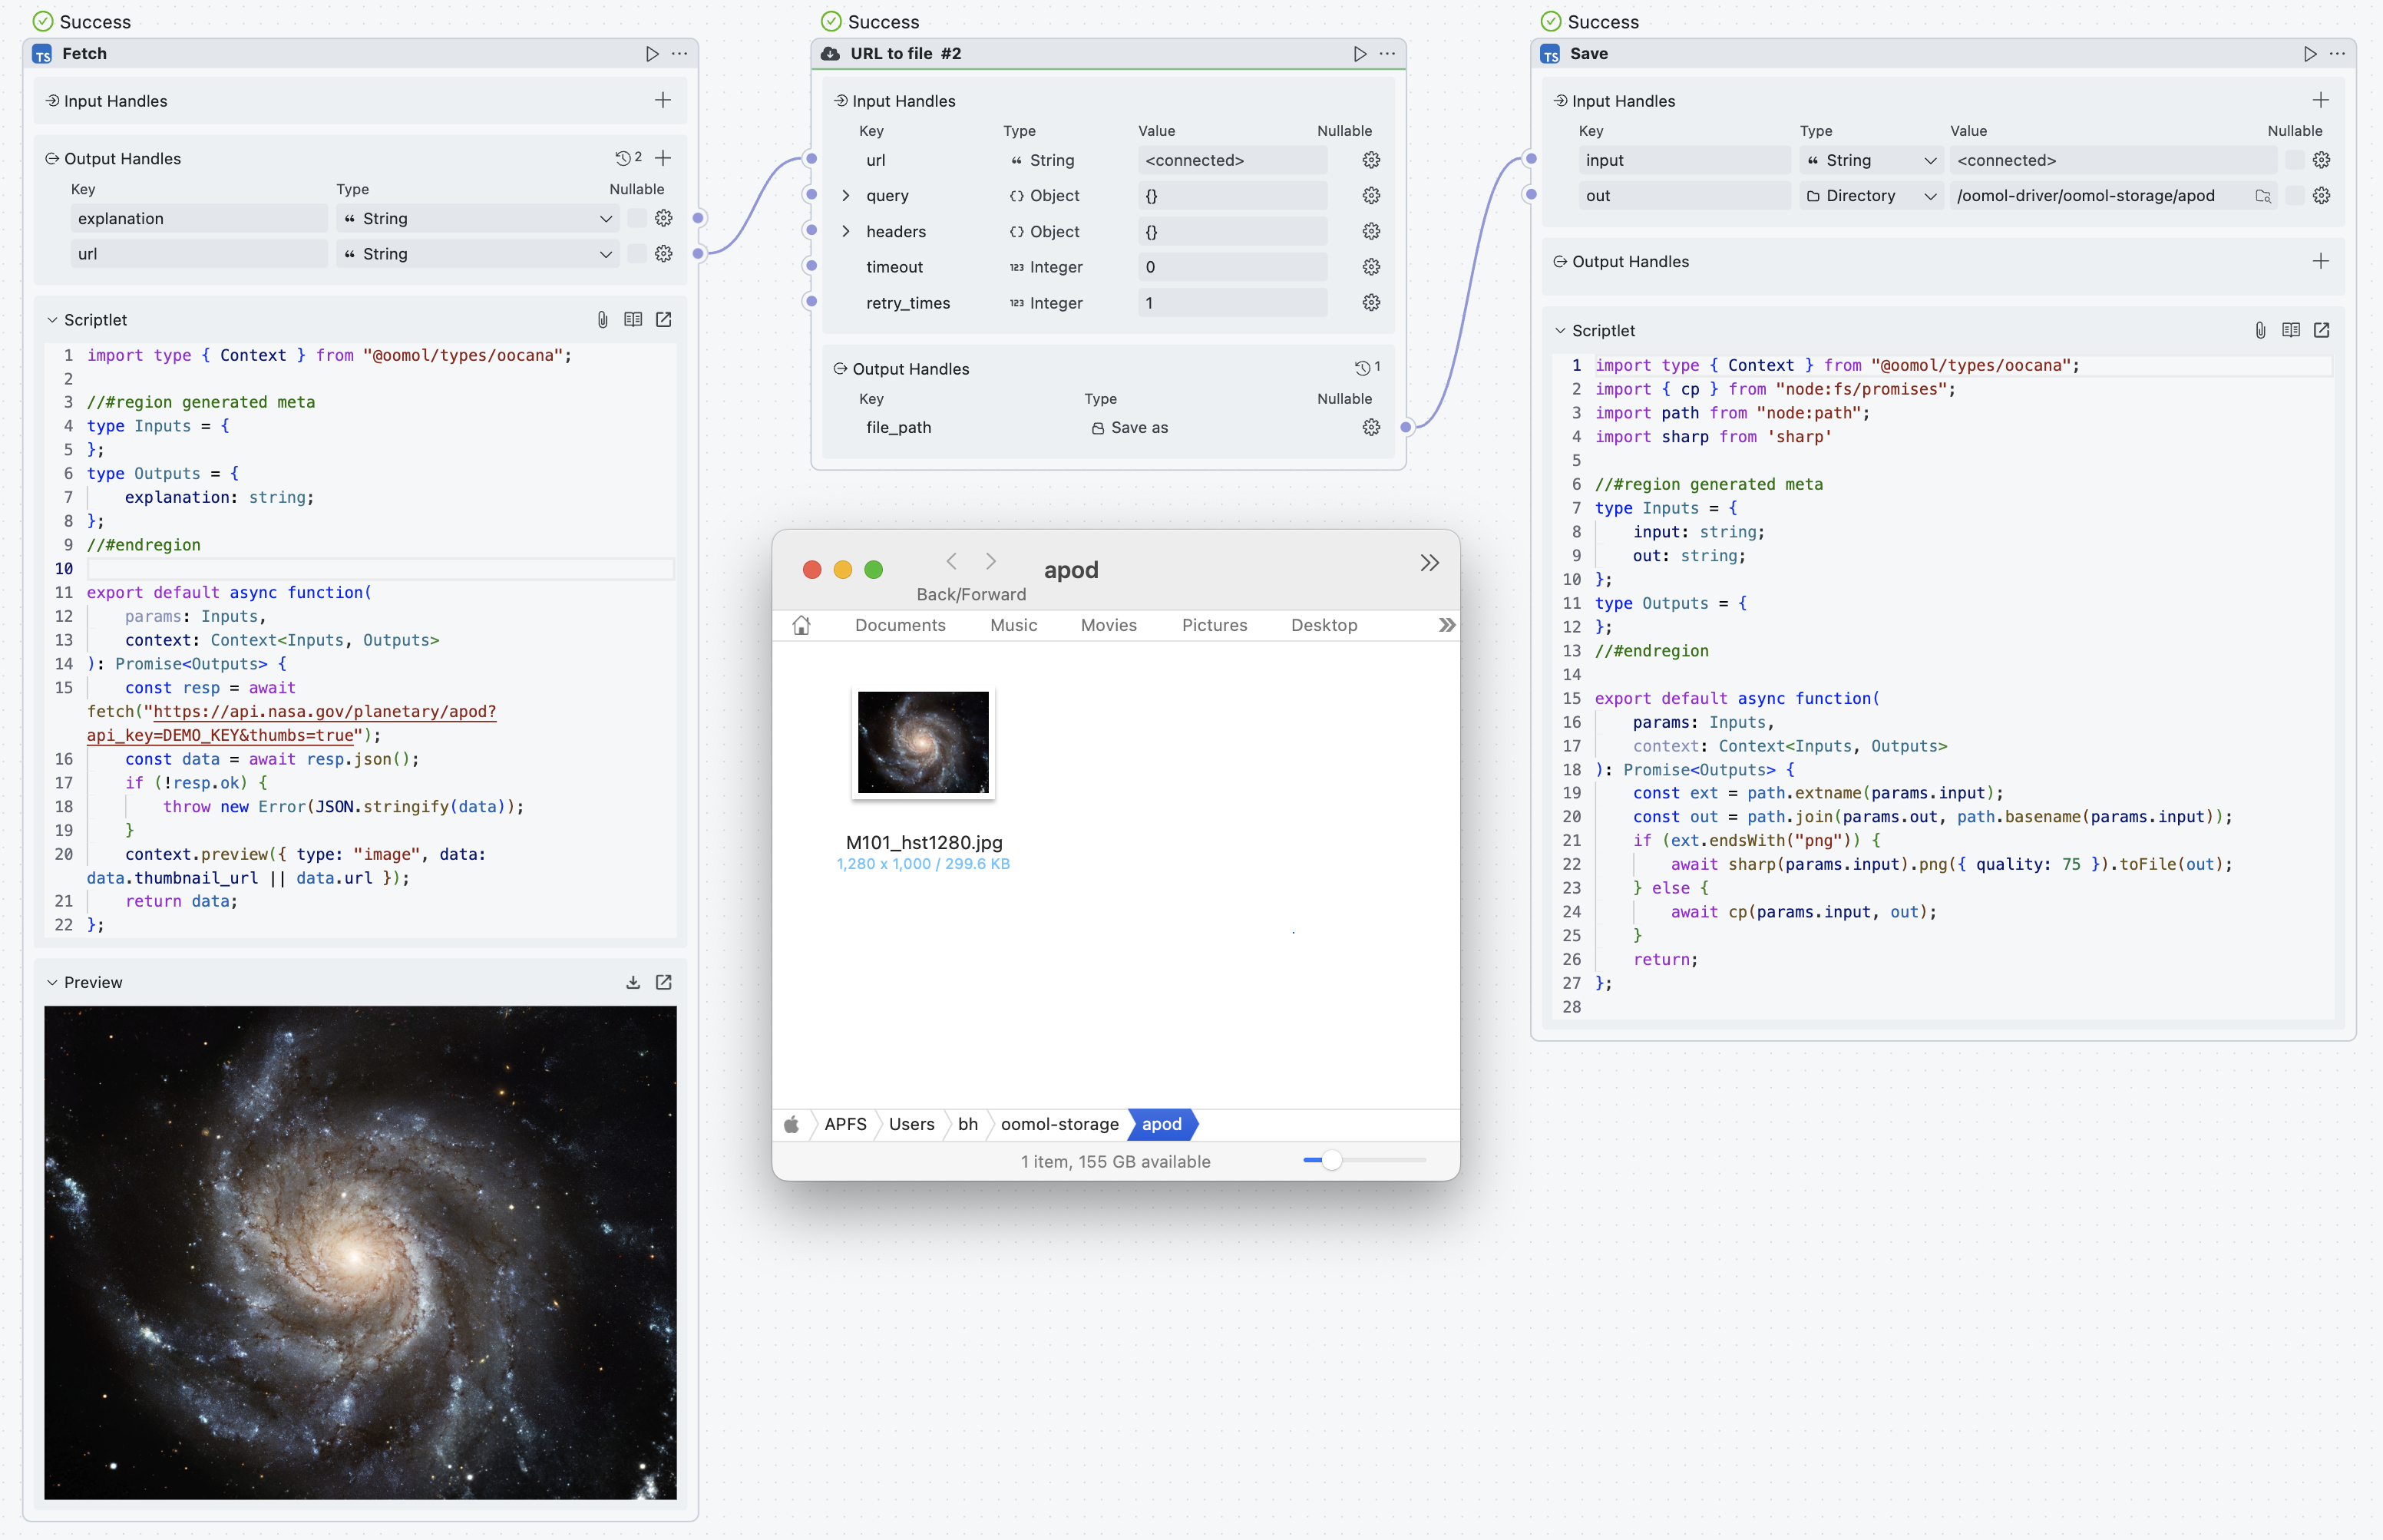 Success
TS Fetch
Input Handles
Output Handles 2
Key Type Nullable
explanation String
url String
Scriptlet
1 import type { Context } from "@oomol/types/oocana";
2
3 //#region generated meta
4 type Inputs = {
5 };
6 type Outputs = {
7 explanation: string;
8 };
9 //#endregion
10
11 export default async function(
12 params: Inputs,
13 context: Context<Inputs, Outputs>
14 ): Promise<Outputs> {
15 const resp = await
fetch("https://api.nasa.gov/planetary/apod?
api_key=DEMO_KEY&thumbs=true");
16 const data = await resp.json();
17 if (!resp.ok) {
18 throw new Error(JSON.stringify(data));
19 }
20 context.preview({ type: "image", data:
data.thumbnail_url || data.url });
21 return data;
22 };
Preview
Success
URL to file #2
Input Handles
Key Type Value Nullable
url String <connected>
query {} Object {}
headers {} Object {}
timeout 123 Integer 0
retry_times 123 Integer 1
Output Handles 1
Key Type Nullable
file_path Save as
apod
Back/Forward
Documents Music Movies Pictures Desktop
M101_hst1280.jpg
1,280 x 1,000 / 299.6 KB
APFS Users bh oomol-storage apod
1 item, 155 GB available
Success
TS Save
Input Handles
Key Type Value Nullable
input String <connected>
out Directory /oomol-driver/oomol-storage/apod
Output Handles
Scriptlet
1 import type { Context } from "@oomol/types/oocana";
2 import { cp } from "node:fs/promises";
3 import path from "node:path";
4 import sharp from 'sharp'
5
6 //#region generated meta
7 type Inputs = {
8 input: string;
9 out: string;
10 };
11 type Outputs = {
12 };
13 //#endregion
14
15 export default async function(
16 params: Inputs,
17 context: Context<Inputs, Outputs>
18 ): Promise<Outputs> {
19 const ext = path.extname(params.input);
20 const out = path.join(params.out, path.basename(params.input));
21 if (ext.endsWith("png")) {
22 await sharp(params.input).png({ quality: 75 }).toFile(out);
23 } else {
24 await cp(params.input, out);
25 }
26 return;
27 };
28